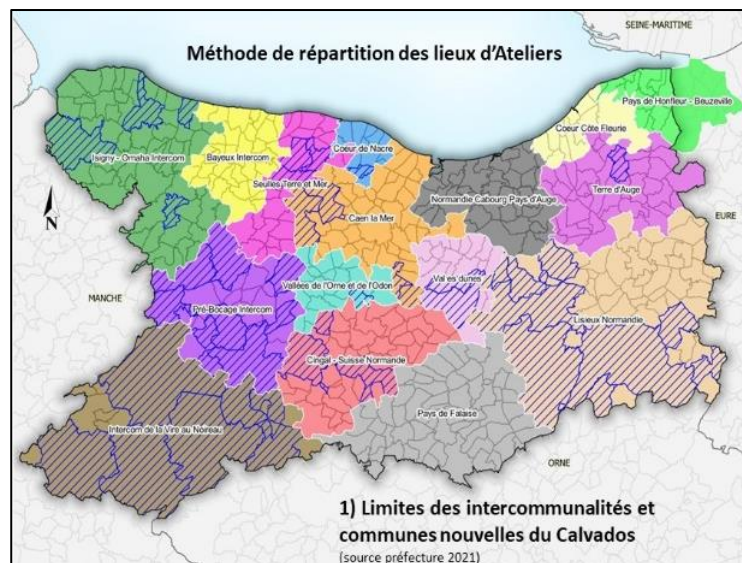 SEINE-MARITIME
Méthode de répartition des lieux d'Ateliers
Pays de Honfleur - Beuzeville
Coeur Côte Fleurie
Coeur de Nacre
Isigny - Omaha Intercom
Bayeux Intercom
Seulles Terre et Mer
Terre d'Auge
Normandie Cabourg Pays d'Auge
Caen la Mer
N
EURE
Val es dunes
Vallées de l'Orne et de l'Odon
MANCHE
Pré-Bocage Intercom
Lisieux Normandie
Cingal - Suisse Normande
Pays de Falaise
Intercom de la Vire au Noireau
ORNE
1) Limites des intercommunalités et
communes nouvelles du Calvados
(source préfecture 2021)